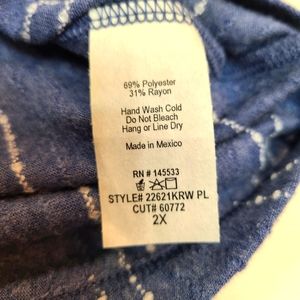 69% Polyester
31% Rayon
Hand Wash Cold
Do Not Bleach
Hang or Line Dry
Made in Mexico
RN # 145533
STYLE# 22621KRW PL
CUT# 60772
2X